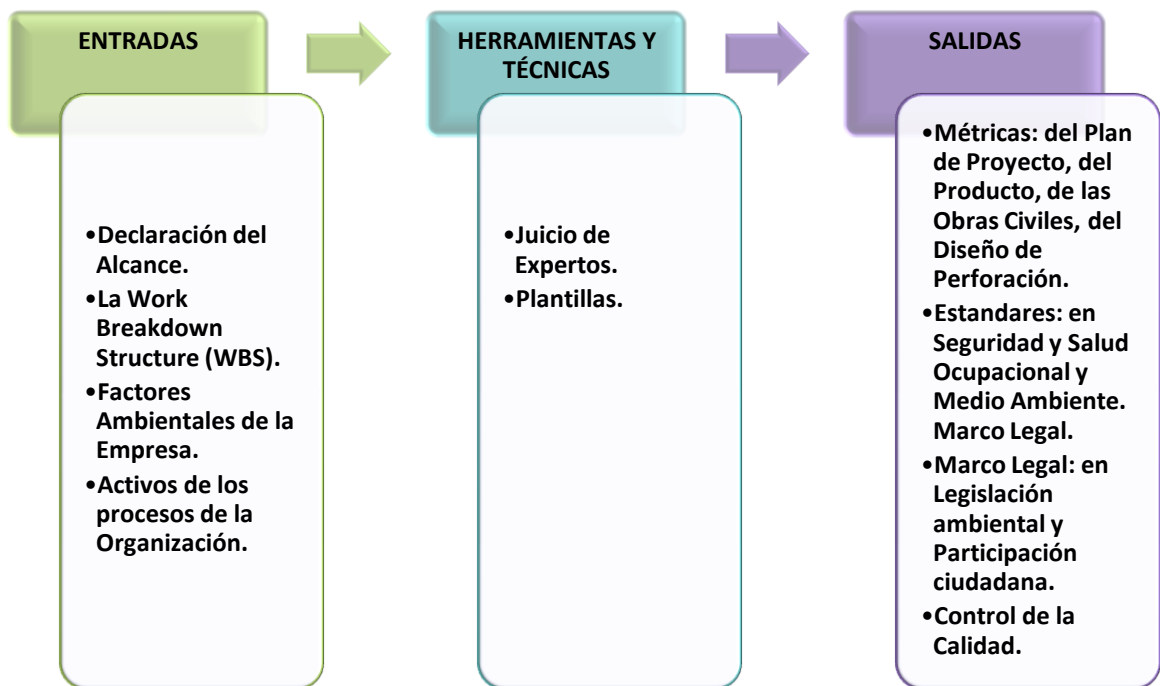 ENTRADAS
•Declaración del
Alcance.
•La Work
Breakdown
Structure (WBS).
•Factores
Ambientales de la
Empresa.
•Activos de los
procesos de la
Organización.
HERRAMIENTAS Y
TÉCNICAS
•Juicio de
Expertos.
•Plantillas.
SALIDAS
•Métricas: del Plan
de Proyecto, del
Producto, de las
Obras Civiles, del
Diseño de
Perforación.
•Estandares: en
Seguridad y Salud
Ocupacional y
Medio Ambiente.
Marco Legal.
•Marco Legal: en
Legislación
ambiental y
Participación
ciudadana.
•Control de la
Calidad.